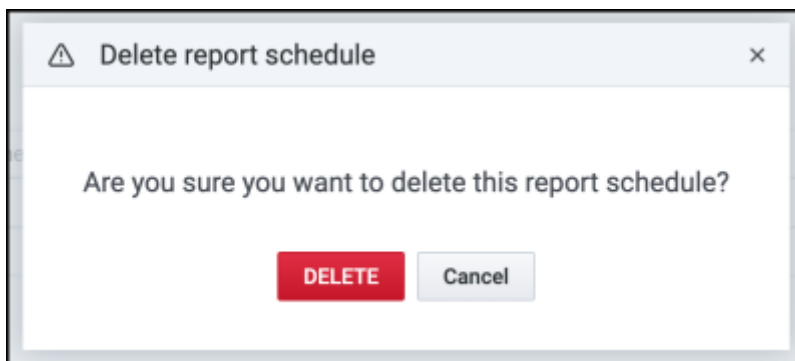 Delete report schedule
Are you sure you want to delete this report schedule?
DELETE
Cancel